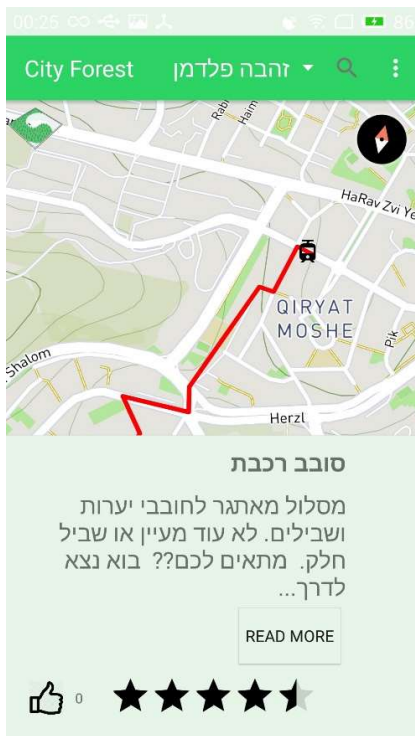 00:25
86
City Forest
זהבה פלדמן
HaRav Zvi Ye
QIRYAT
MOSHE
Pik
Shalom
Herzl
סובב רכבת
מסלול מאתגר לחובבי יערות
ושבילים. לא עוד מעיין או שביל
חלק. מתאים לכם?? בוא נצא
לדרך...
READ MORE
0